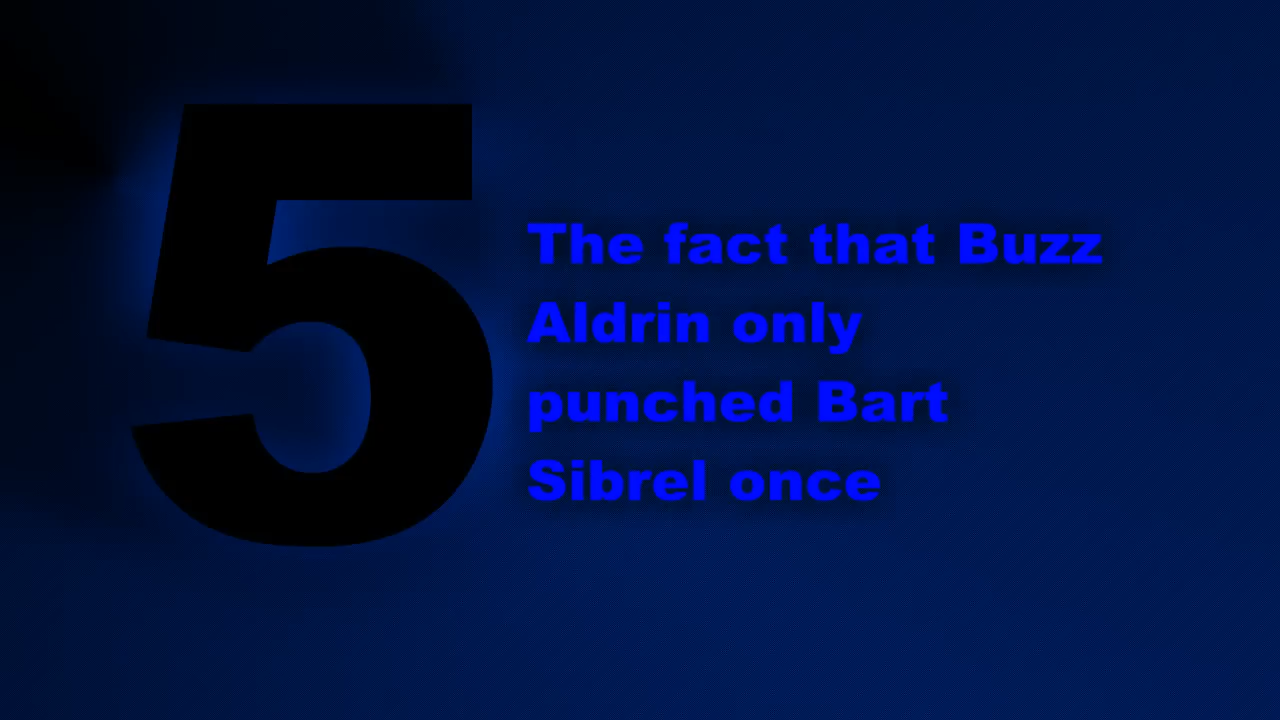 5
The fact that Buzz
Aldrin only
punched Bart
Sibrel once